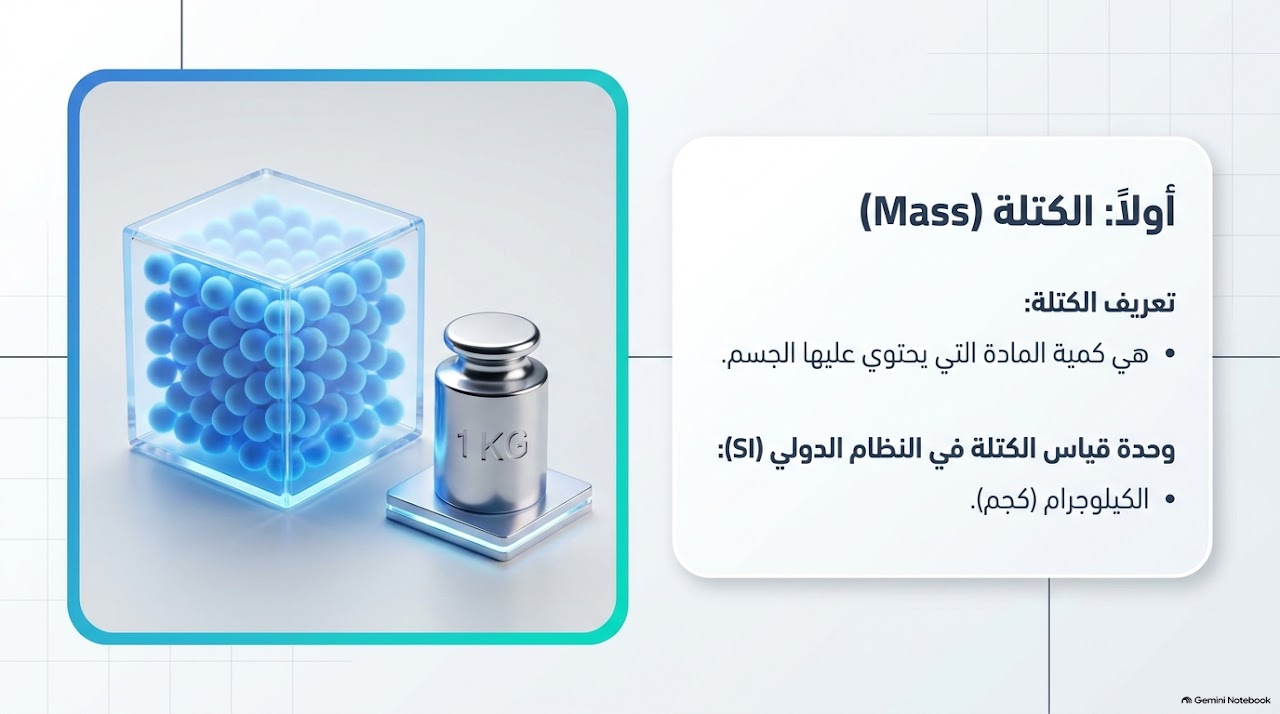 أولاً: الكتلة (Mass)
تعريف الكتلة:
• هي كمية المادة التي يحتوي عليها الجسم.
وحدة قياس الكتلة في النظام الدولي (SI):
• الكيلوجرام (كجم).
1 KG
Gemini Notebook